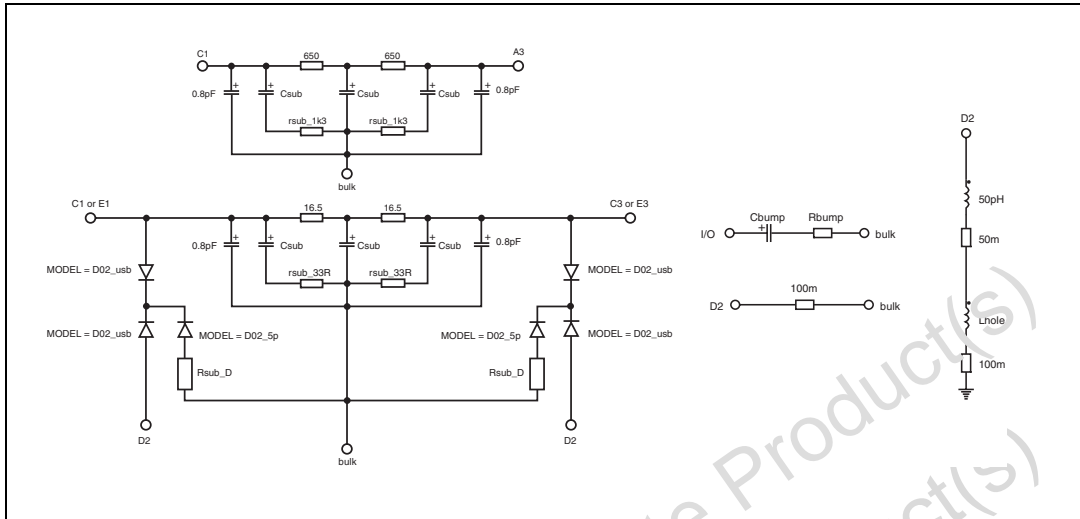 C1
650
650
A3
0.8pF
Csub
Csub
Csub
0.8pF
rsub_1k3
rsub_1k3
bulk
C1 or E1
16.5
16.5
C3 or E3
0.8pF
Csub
Csub
Csub
0.8pF
MODEL = D02_usb
rsub_33R
rsub_33R
MODEL = D02_usb
MODEL = D02_usb
MODEL = D02_5p
MODEL = D02_5p
MODEL = D02_usb
Rsub_D
Rsub_D
D2
bulk
D2
I/O
Cbump
Rbump
bulk
D2
100m
bulk
D2
50pH
50m
100m
te Product(s)
uct(s)